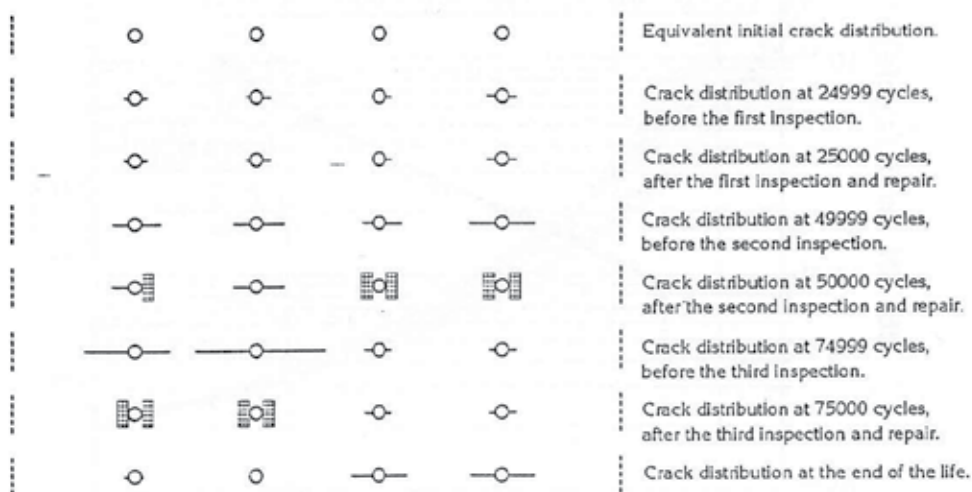 Equivalent initial crack distribution.
Crack distribution at 24999 cycles,
before the first inspection.
Crack distribution at 25000 cycles,
after the first inspection and repair.
Crack distribution at 49999 cycles,
before the second inspection.
Crack distribution at 50000 cycles,
after the second inspection and repair.
Crack distribution at 74999 cycles,
before the third inspection.
Crack distribution at 75000 cycles,
after the third inspection and repair.
Crack distribution at the end of the life.